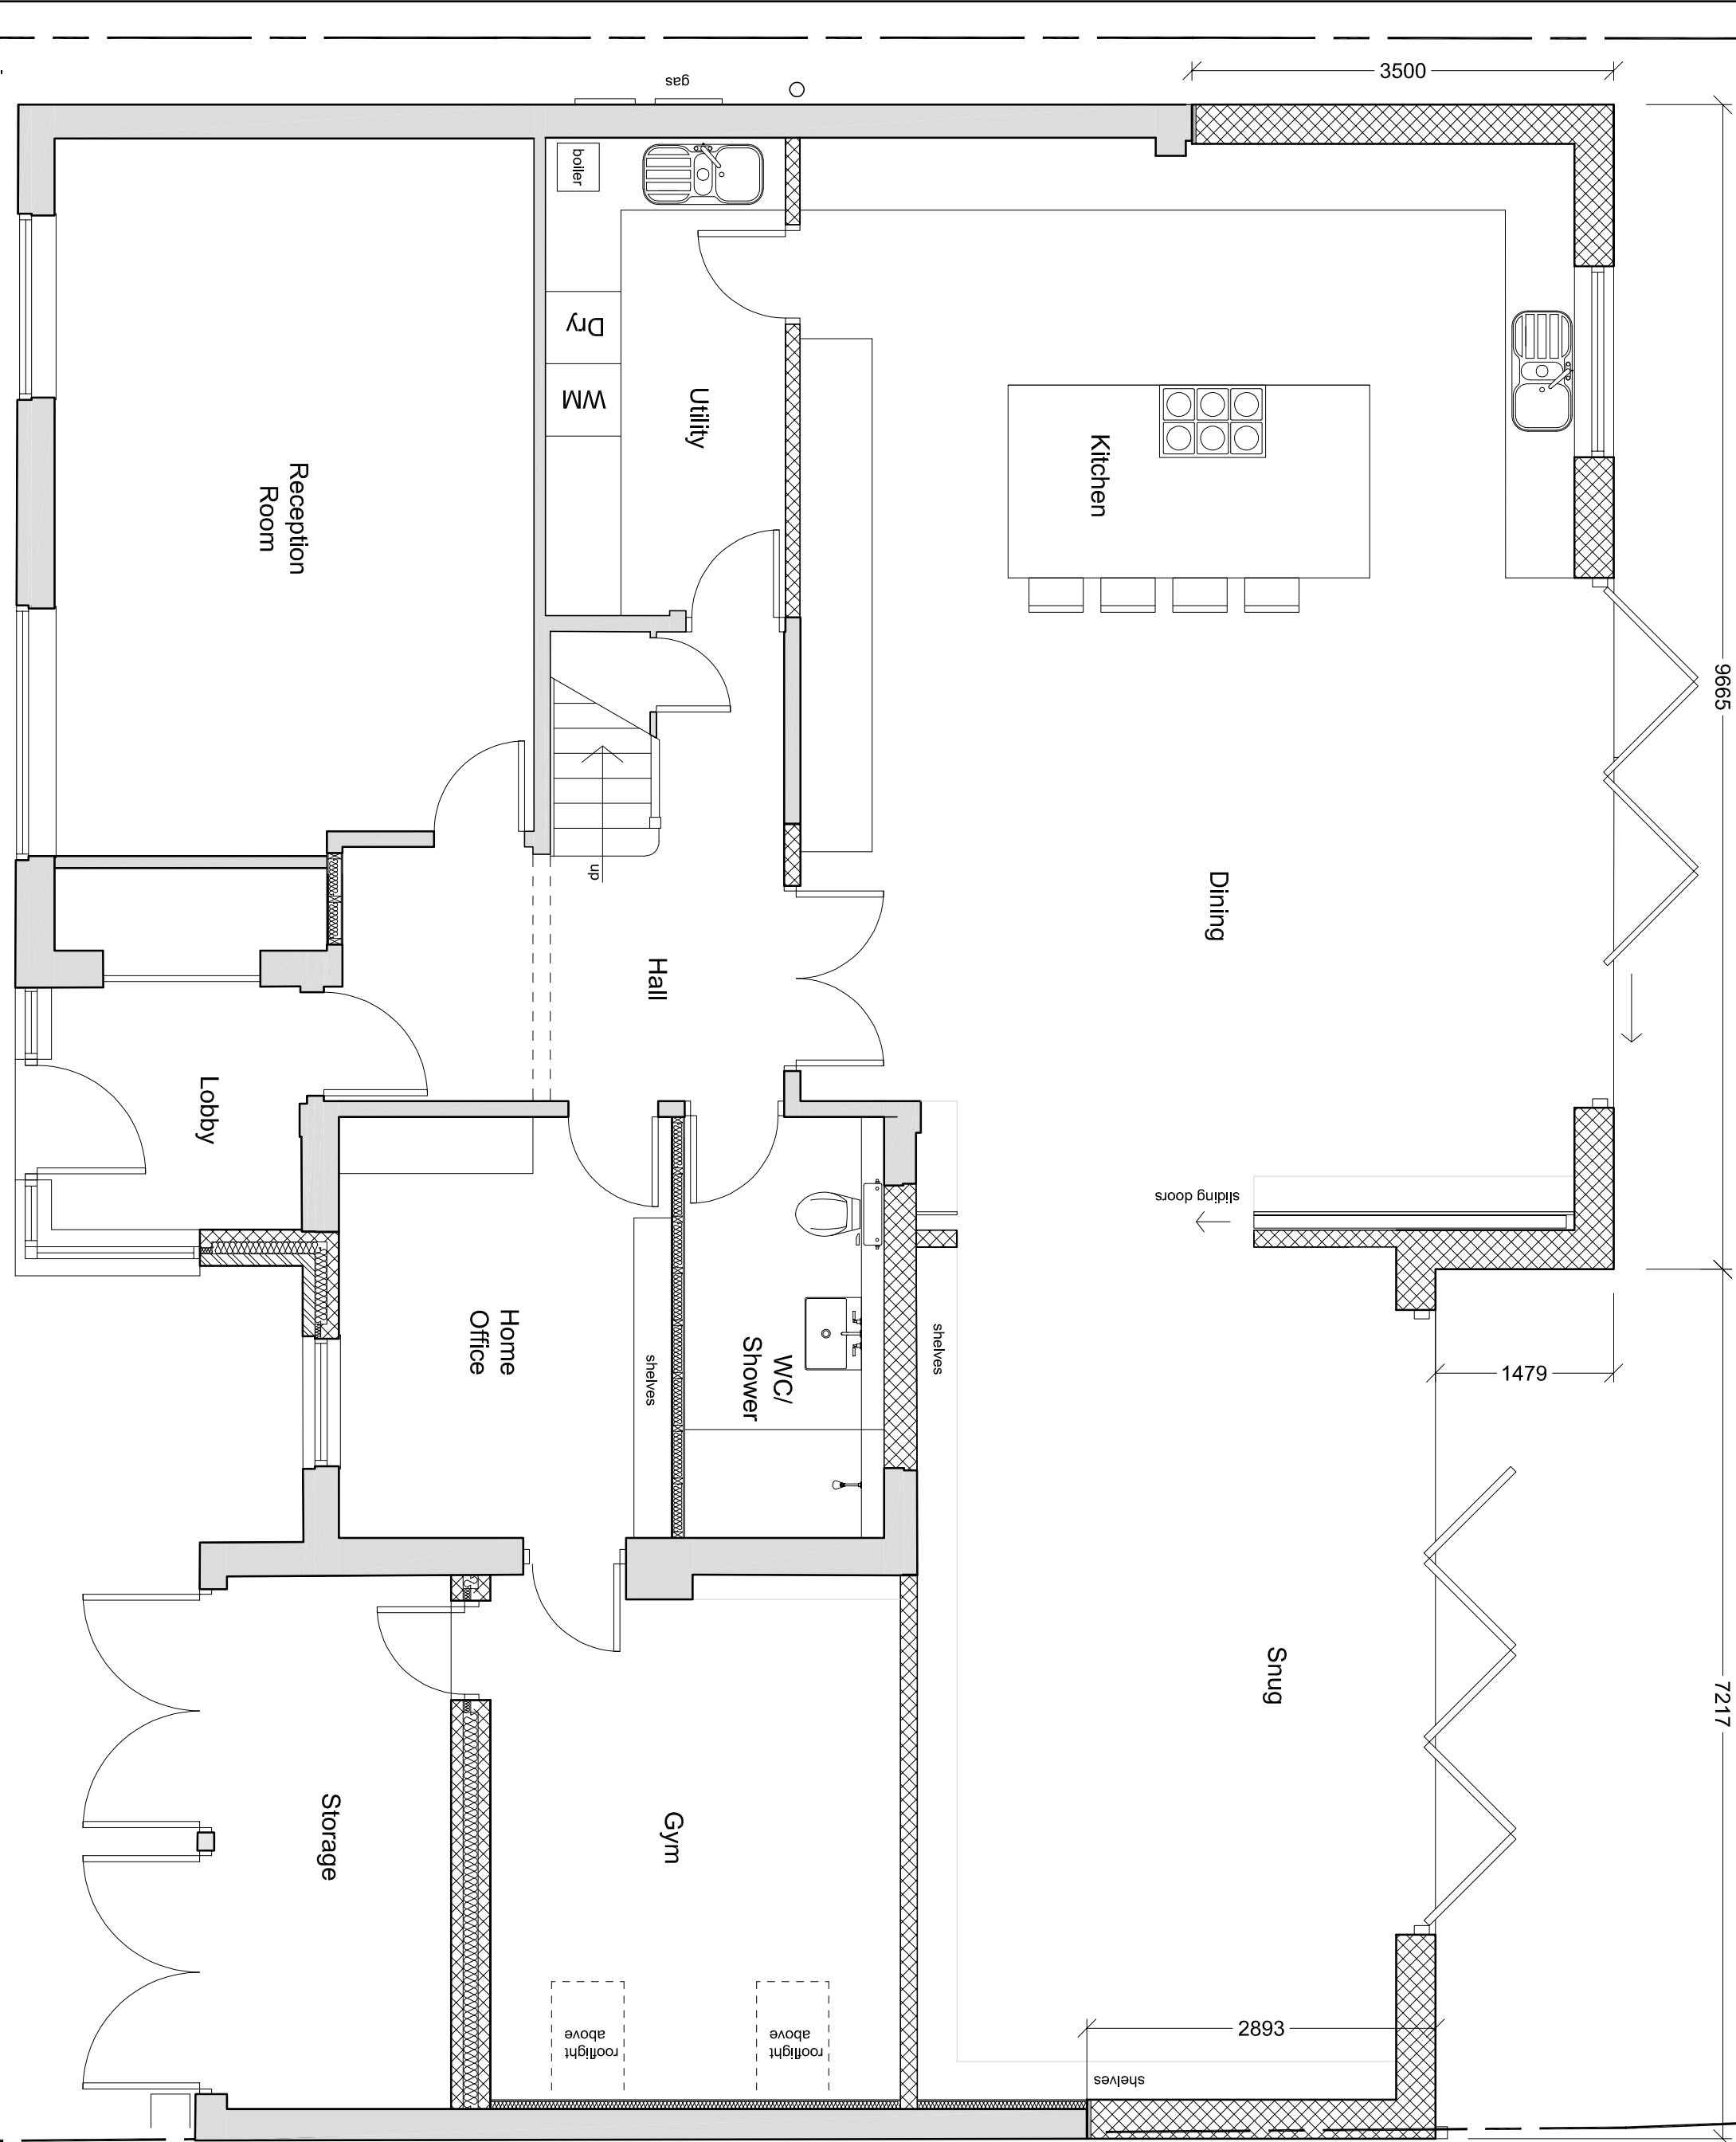 3500
gas
boiler
Dry
WM
Utility
Kitchen
Reception
Room
9665
up
Dining
Hall
Lobby
sliding doors
Home
Office
shelves
WC/
Shower
shelves
1479
Snug
7217
Storage
Gym
rooflight
above
rooflight
above
2893
shelves